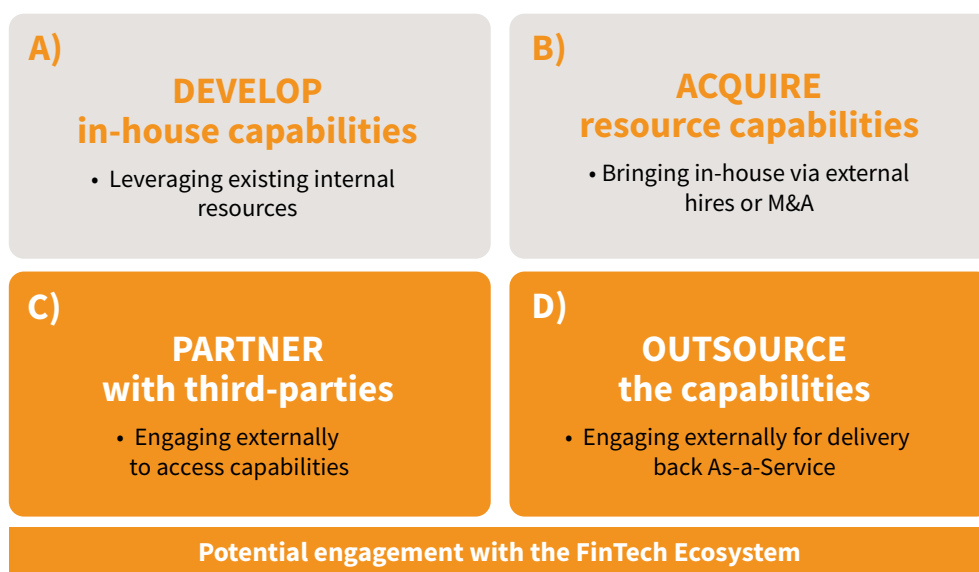 A)
DEVELOP
in-house capabilities
• Leveraging existing internal
resources
B)
ACQUIRE
resource capabilities
• Bringing in-house via external
hires or M&A
C)
PARTNER
with third-parties
• Engaging externally
to access capabilities
D)
OUTSOURCE
the capabilities
• Engaging externally for delivery
back As-a-Service
Potential engagement with the FinTech Ecosystem